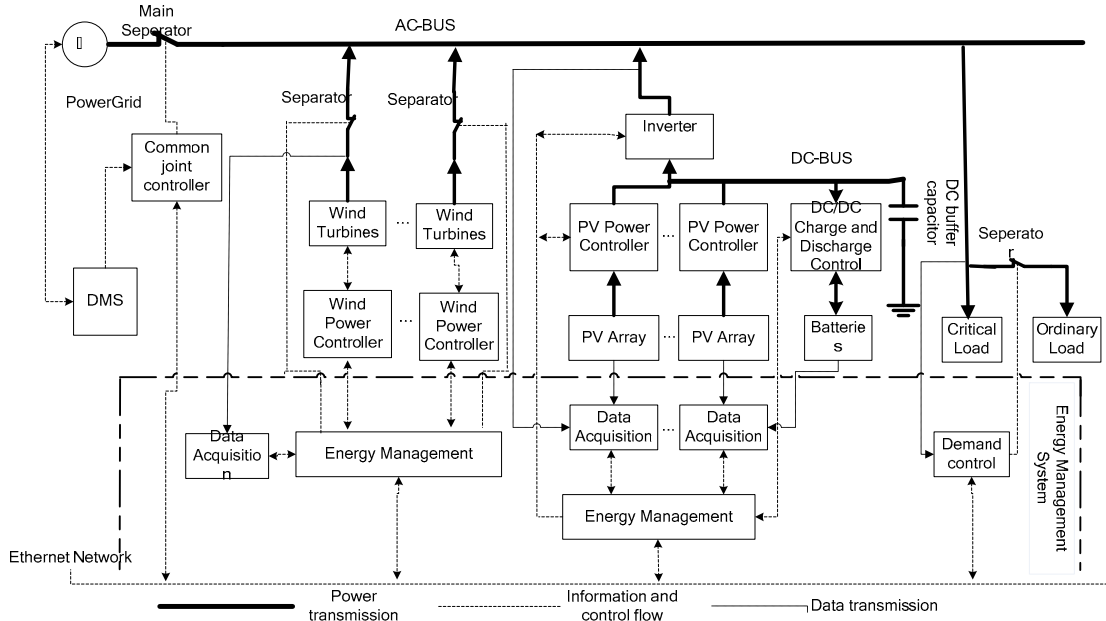 Main
Seperator
AC-BUS
PowerGrid
Separator
Separator
Inverter
DC-BUS
Common
joint
controller
DC buffer
capacitor
Wind
Turbines
...
Wind
Turbines
PV Power
Controller
...
PV Power
Controller
DC/DC
Charge and
Discharge
Control
Seperato
r
DMS
Wind
Power
Controller
...
Wind
Power
Controller
PV Array
...
PV Array
Batterie
s
Critical
Load
Ordinary
Load
Data
Acquisitio
n
Energy Management
Data
Acquisition
...
Data
Acquisition
Demand
control
Energy Management
System
Energy Management
Ethernet Network
Power
transmission
Information and
control flow
Data transmission